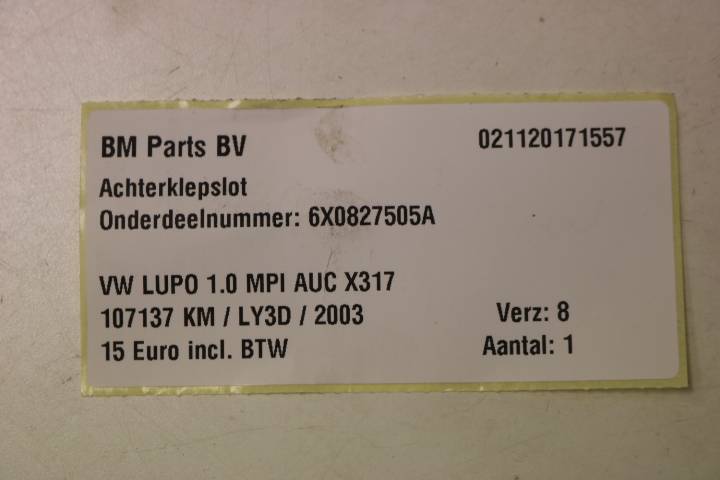 BM Parts BV 021120171557
Achterklepslot
Onderdeelnummer: 6X0827505A
VW LUPO 1.0 MPI AUC X317
107137 KM / LY3D / 2003 Verz: 8
15 Euro incl. BTW Aantal: 1